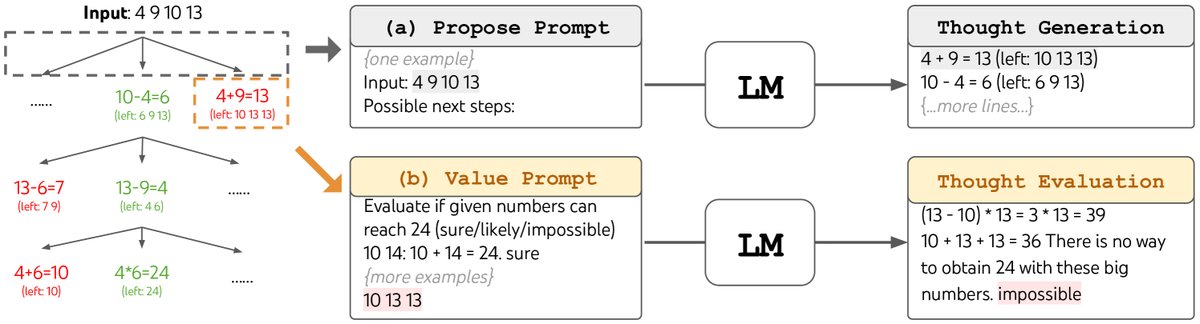 Input: 4 9 10 13
......
10-4=6
(left: 6 9 13)
4+9=13
(left: 10 13 13)
13-6=7
(left: 7 9)
13-9=4
(left: 4 6)
......
4+6=10
(left: 10)
4*6=24
(left: 24)
......
(a) Propose Prompt
{one example}
Input: 4 9 10 13
Possible next steps:
LM
Thought Generation
4 + 9 = 13 (left: 10 13 13)
10 - 4 = 6 (left: 6 9 13)
{...more lines...}
(b) Value Prompt
Evaluate if given numbers can
reach 24 (sure/likely/impossible)
10 14: 10 + 14 = 24. sure
{more examples}
10 13 13
LM
Thought Evaluation
(13 - 10) * 13 = 3 * 13 = 39
10 + 13 + 13 = 36 There is no way
to obtain 24 with these big
numbers. impossible